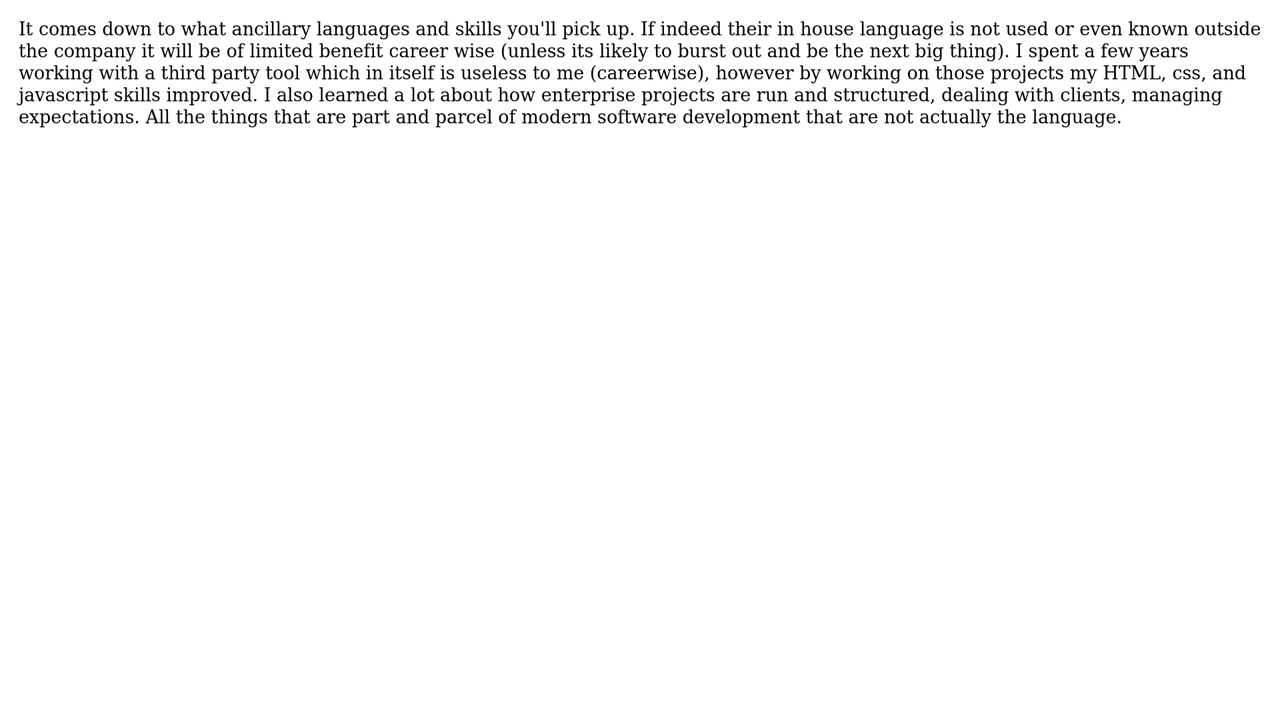 It comes down to what ancillary languages and skills you'll pick up. If indeed their in house language is not used or even known outside
the company it will be of limited benefit career wise (unless its likely to burst out and be the next big thing). I spent a few years
working with a third party tool which in itself is useless to me (careerwise), however by working on those projects my HTML, css, and
javascript skills improved. I also learned a lot about how enterprise projects are run and structured, dealing with clients, managing
expectations. All the things that are part and parcel of modern software development that are not actually the language.